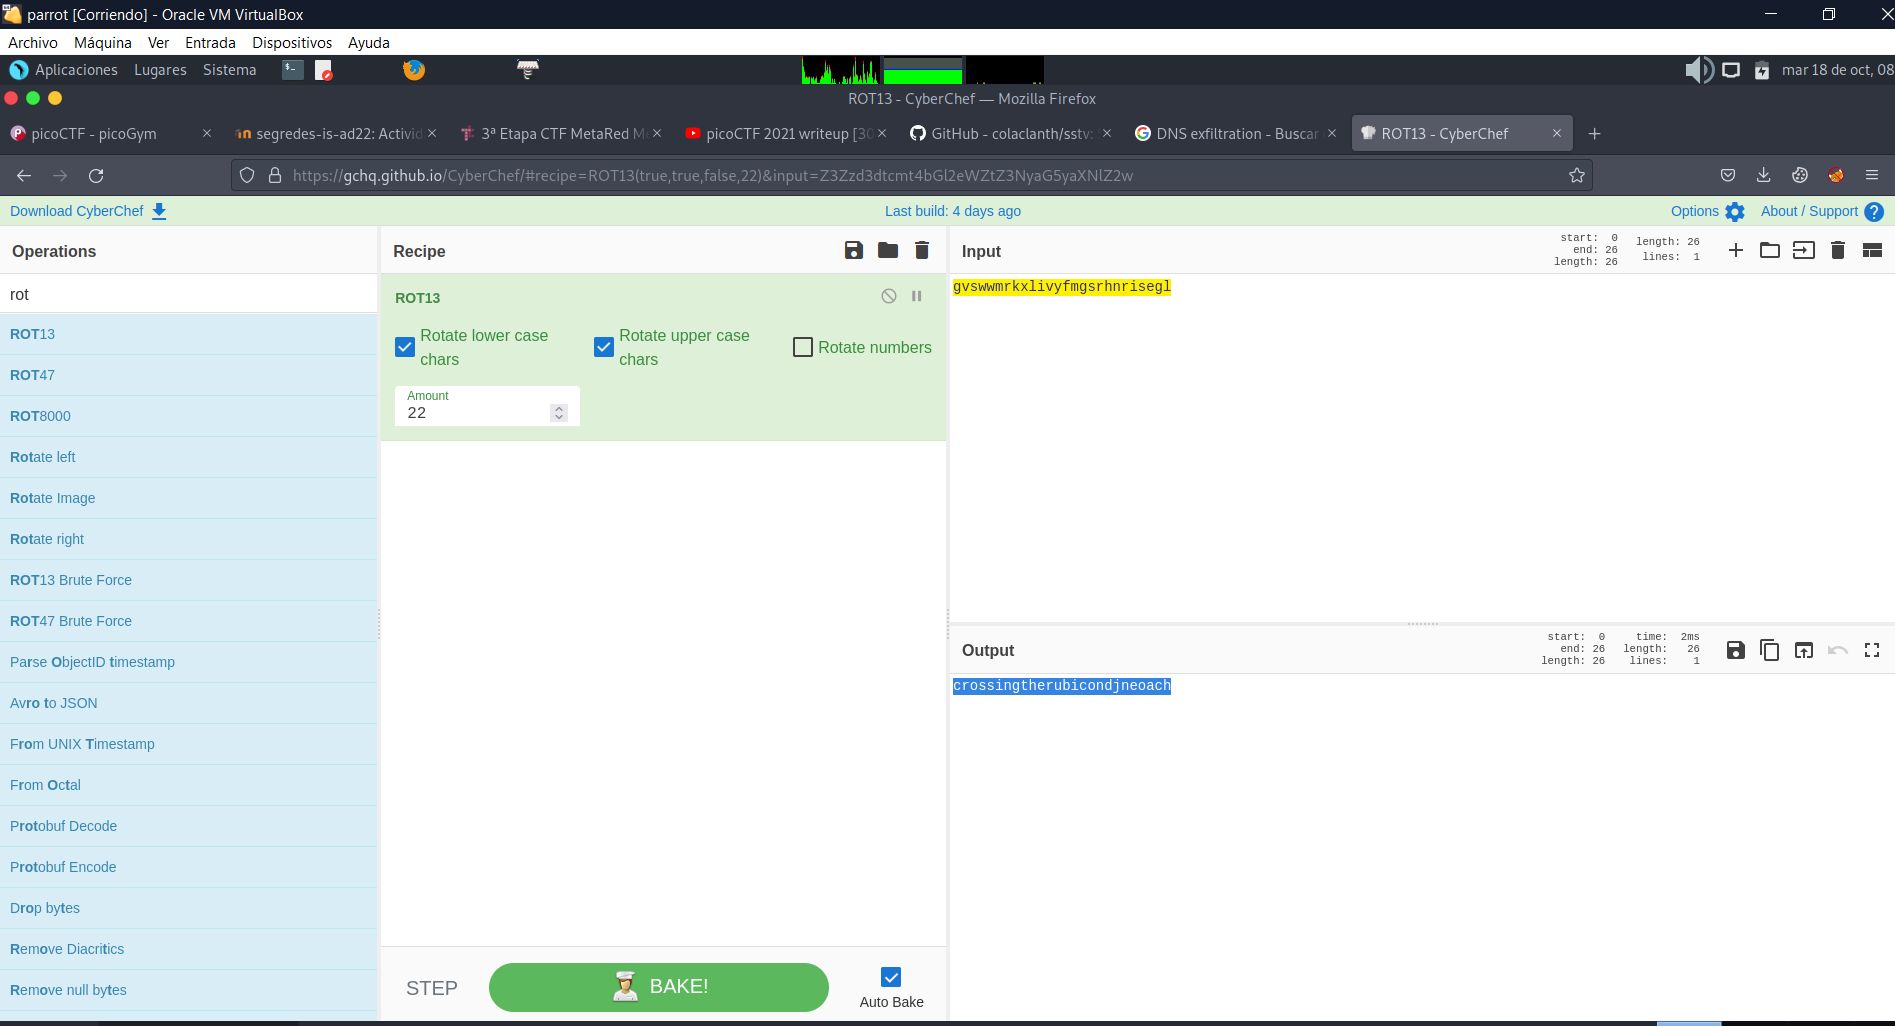 parrot [Corriendo] - Oracle VM VirtualBox
Archivo Máquina Ver Entrada Dispositivos Ayuda
Aplicaciones Lugares Sistema
mar 18 de oct, 08
ROT13 - CyberChef — Mozilla Firefox
picoCTF - picoGym
segredes-is-ad22: Activid
3ª Etapa CTF MetaRed M
picoCTF 2021 writeup [30
GitHub - colaclanth/sstv:
DNS exfiltration - Buscar
ROT13 - CyberChef
https://gchq.github.io/CyberChef/#recipe=ROT13(true,true,false,22)&input=Z3Zzd3dtcmt4bGl2eWZtZ3NyaG5yaXNlZ2w
Download CyberChef
Last build: 4 days ago
Options
About / Support
Operations
rot
ROT13
ROT47
ROT8000
Rotate left
Rotate Image
Rotate right
ROT13 Brute Force
ROT47 Brute Force
Parse ObjectID timestamp
Avro to JSON
From UNIX Timestamp
From Octal
Protobuf Decode
Protobuf Encode
Drop bytes
Remove Diacritics
Remove null bytes
Recipe
ROT13
Rotate lower case
chars
Rotate upper case
chars
Rotate numbers
Amount
22
STEP
BAKE!
Auto Bake
Input
start: 0
end: 26
length: 26
length: 26
lines: 1
gvswwmrkxlivyfmgsrhnrisegl
Output
start: 0
end: 26
length: 26
time: 2ms
length: 26
lines: 1
crossingtherubicondjneoach